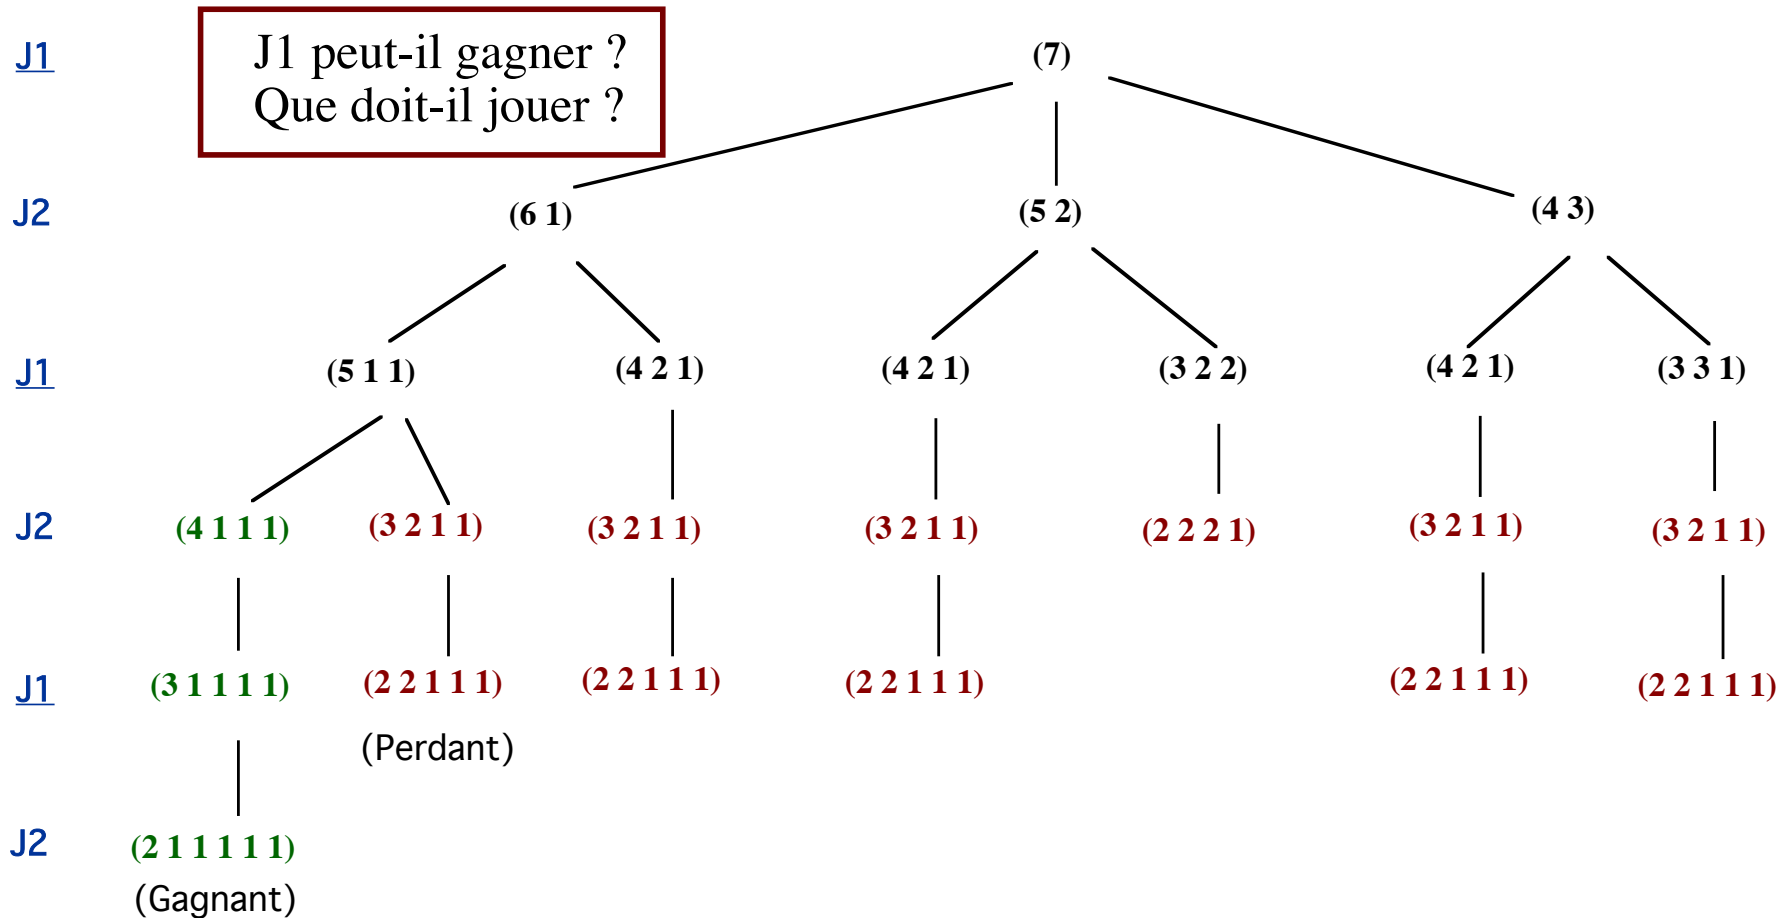 J1 peut-il gagner ?
Que doit-il jouer ?
J1 (7)
J2 (6 1) (5 2) (4 3)
J1 (5 1 1) (4 2 1) (4 2 1) (3 2 2) (4 2 1) (3 3 1)
J2 (4 1 1 1) (3 2 1 1) (3 2 1 1) (3 2 1 1) (2 2 2 1) (3 2 1 1) (3 2 1 1)
J1 (3 1 1 1 1) (2 2 1 1 1) (2 2 1 1 1) (2 2 1 1 1) (2 2 1 1 1) (2 2 1 1 1)
(Perdant)
J2 (2 1 1 1 1 1)
(Gagnant)